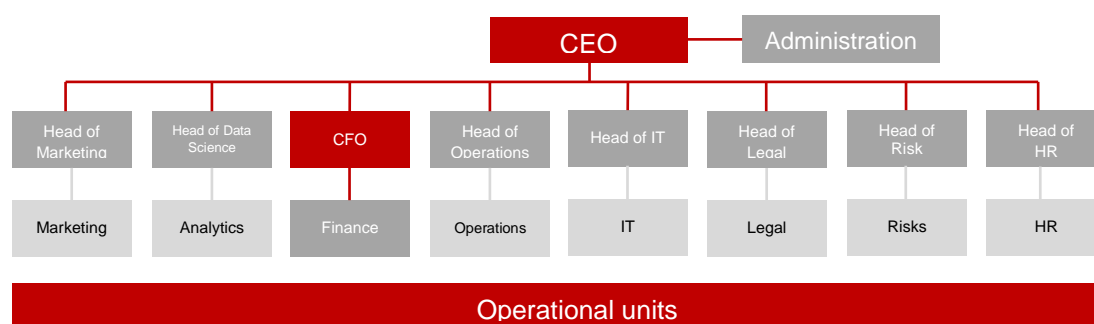 CEO
Administration
Head of
Marketing
Head of Data
Science
CFO
Head of
Operations
Head of IT
Head of
Legal
Head of
Risk
Head of
HR
Marketing
Analytics
Finance
Operations
IT
Legal
Risks
HR
Operational units